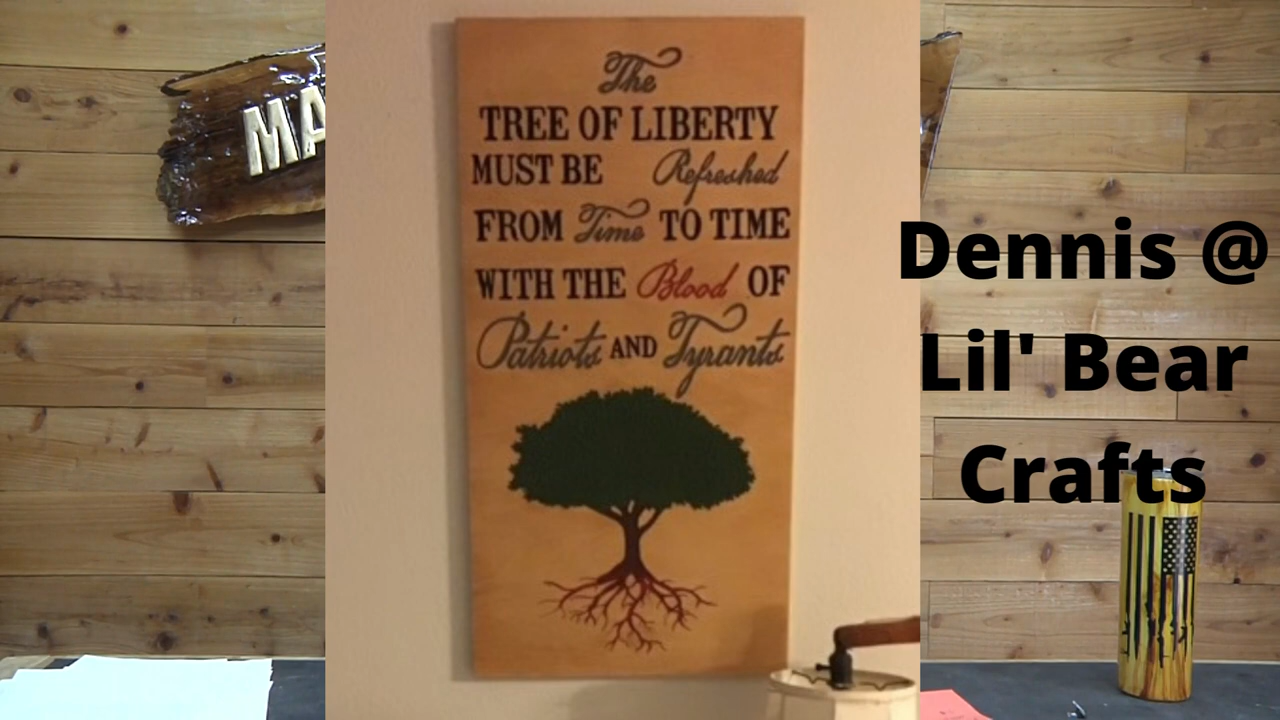 MA
The
TREE OF LIBERTY
MUST BE Refreshed
FROM Time TO TIME
WITH THE Blood OF
Patriots AND Tyrants
Dennis @
Lil' Bear
Crafts